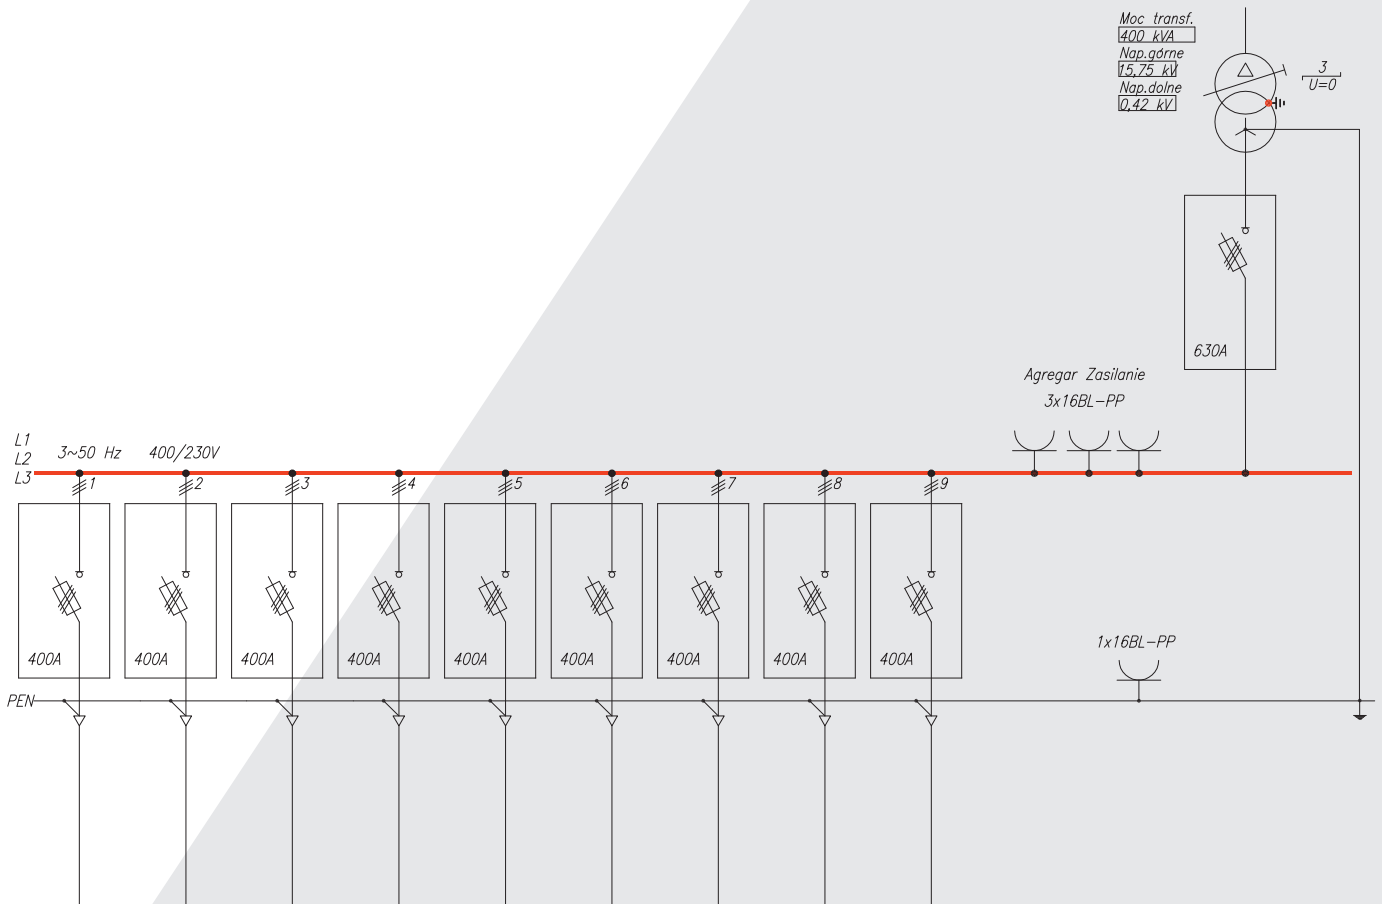 Moc transf.
400 kVA
Nap.górne
15,75 kV
Nap.dolne
0,42 kV
3
U=0
630A
Agregar Zasilanie
3x16BL-PP
L1
L2
L3
3~50 Hz 400/230V
1 2 3 4 5 6 7 8 9
400A 400A 400A 400A 400A 400A 400A 400A 400A
1x16BL-PP
PEN